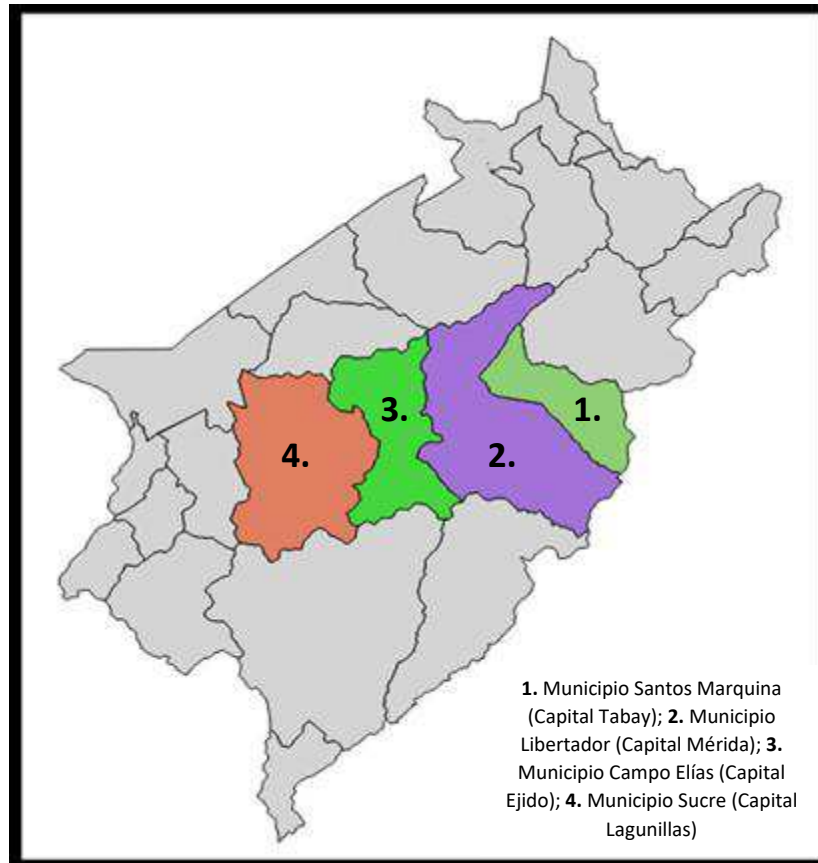 1.
3.
2.
4.
1. Municipio Santos Marquina
(Capital Tabay); 2. Municipio
Libertador (Capital Mérida); 3.
Municipio Campo Elías (Capital
Ejido); 4. Municipio Sucre (Capital
Lagunillas)